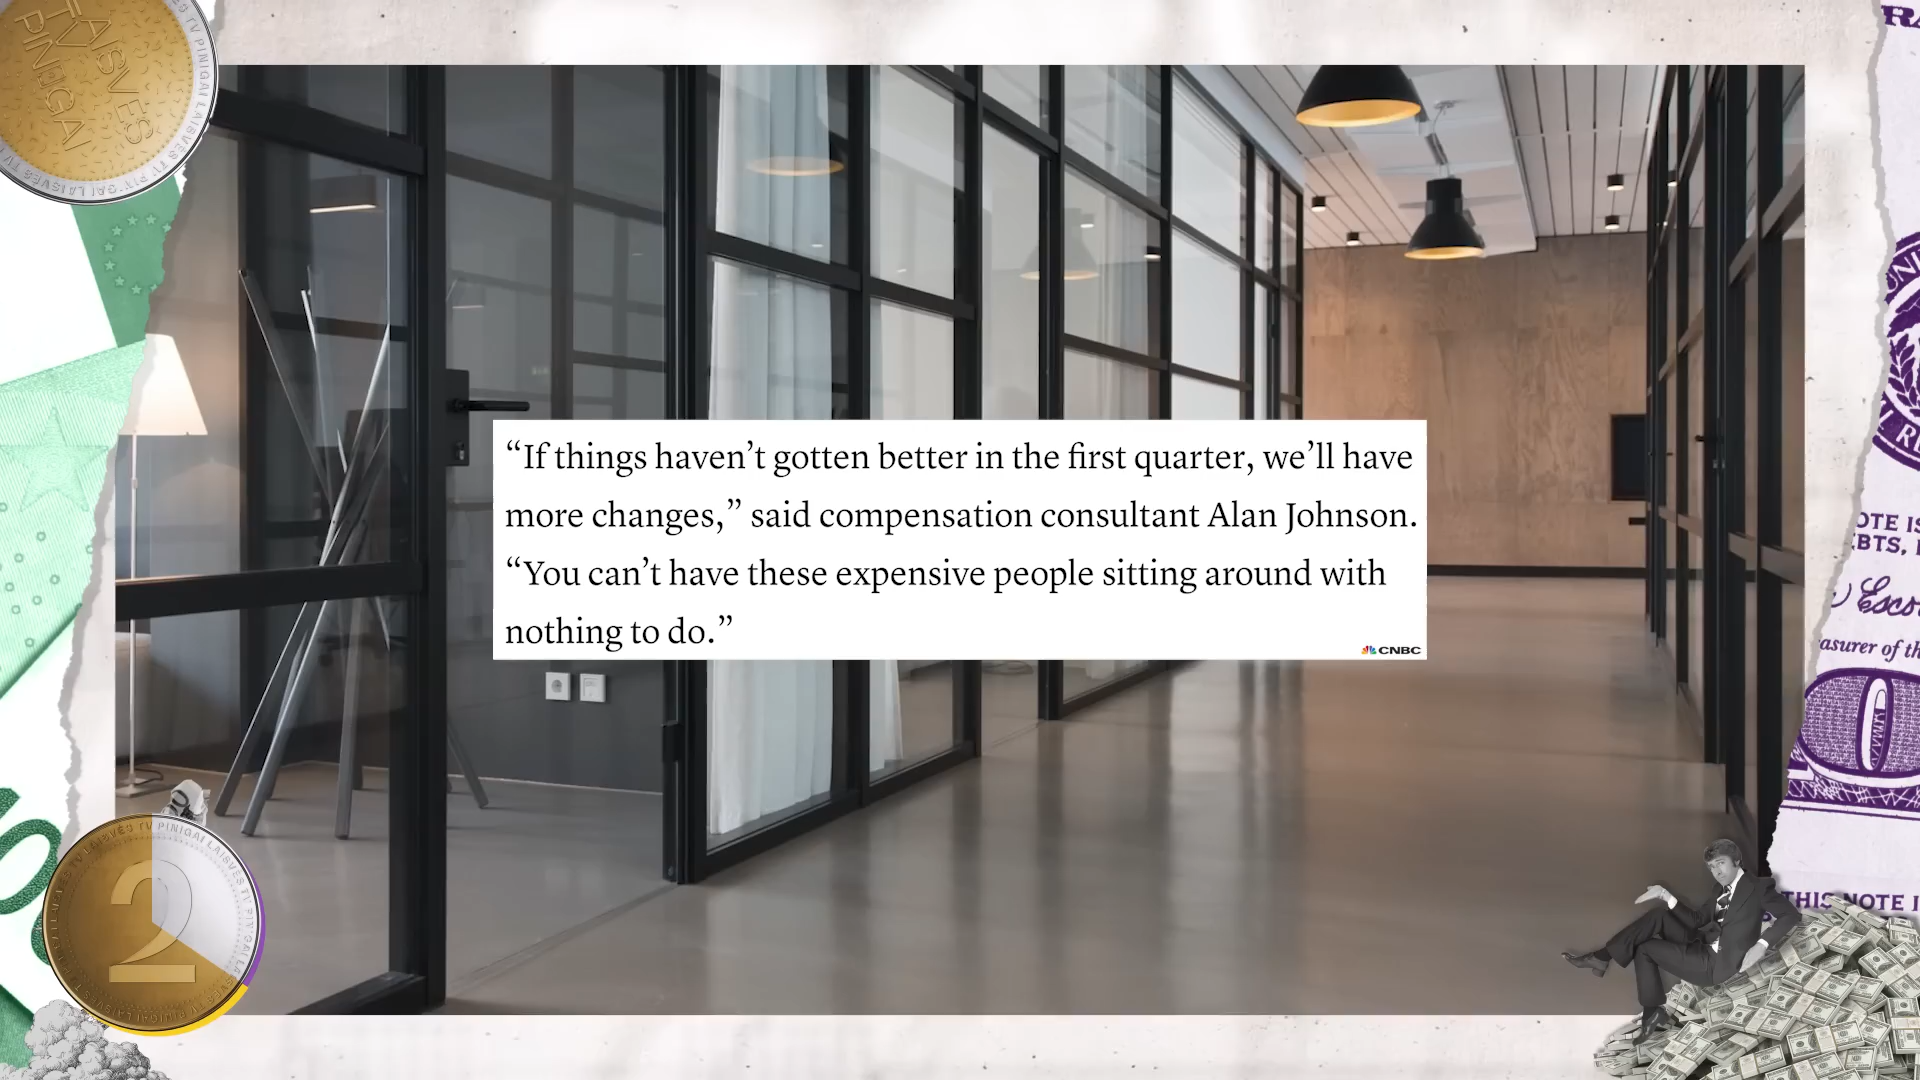 LAISVĖS
TV
PINIGAI
“If things haven’t gotten better in the first quarter, we’ll have
more changes,” said compensation consultant Alan Johnson.
“You can’t have these expensive people sitting around with
nothing to do.”
CNBC
2
OTE IS
EBTS,
asurer of th
0
THIS NOTE I